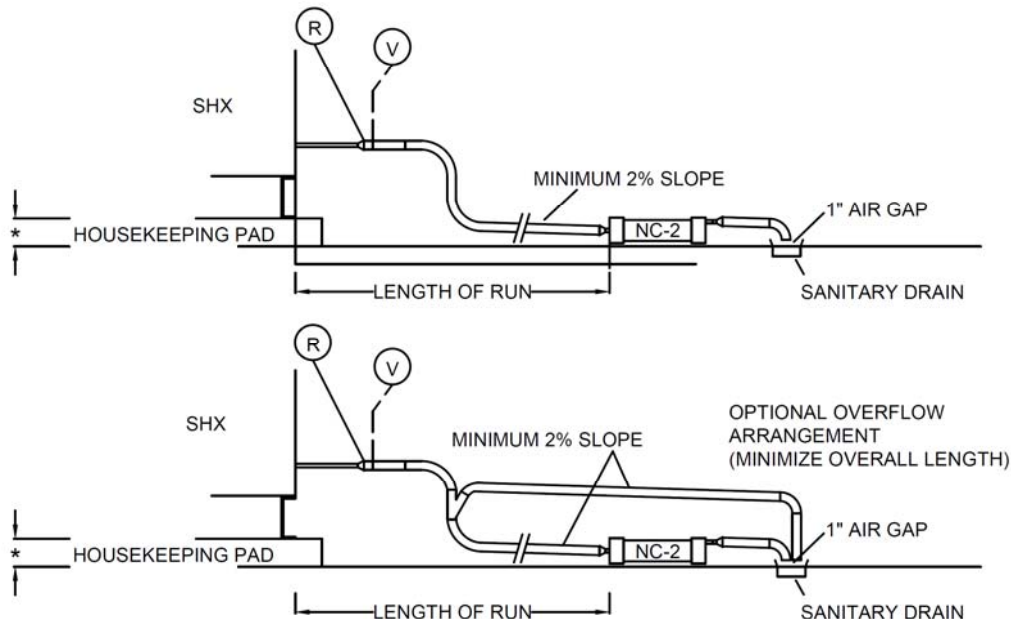 R
V
SHX
MINIMUM 2% SLOPE
1" AIR GAP
NC-2
* HOUSEKEEPING PAD
LENGTH OF RUN
SANITARY DRAIN
R
V
SHX
OPTIONAL OVERFLOW
ARRANGEMENT
(MINIMIZE OVERALL LENGTH)
MINIMUM 2% SLOPE
1" AIR GAP
* HOUSEKEEPING PAD
NC-2
LENGTH OF RUN
SANITARY DRAIN